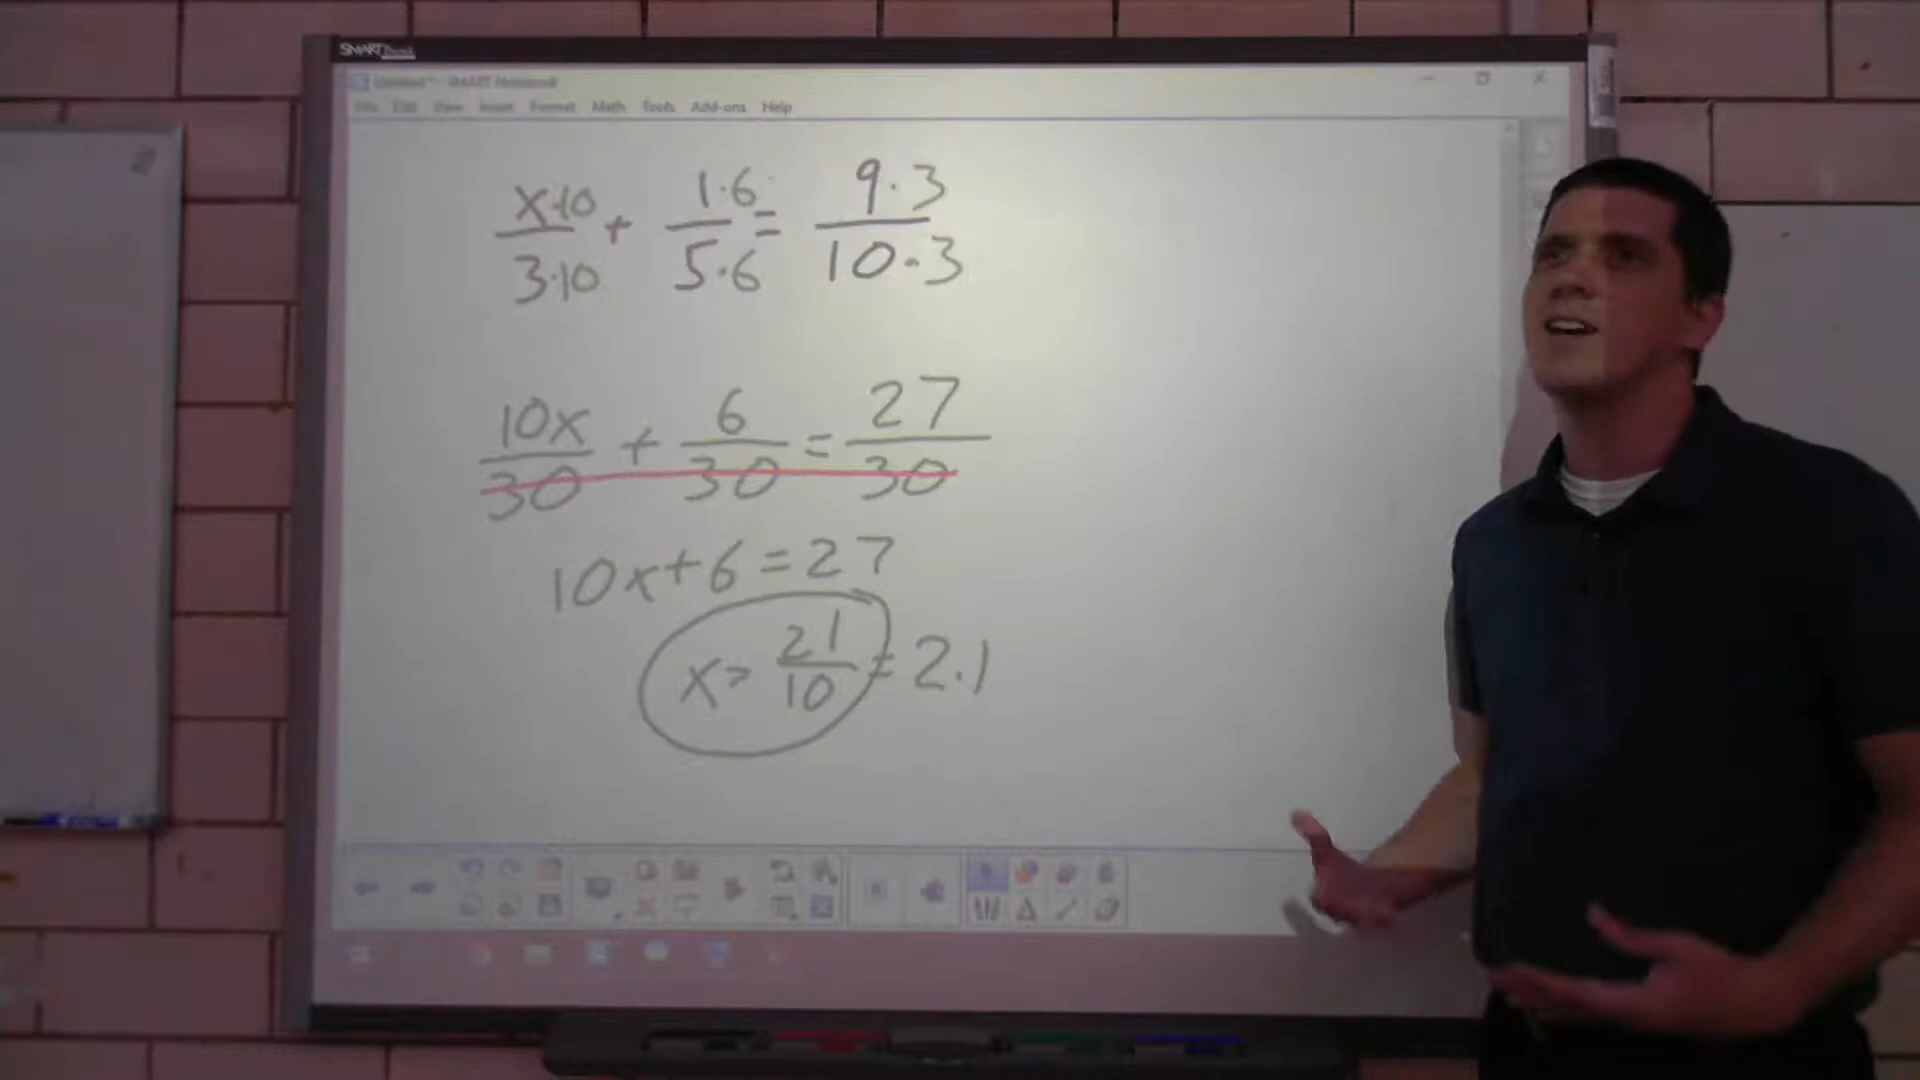 SMART Board
Untitled* - SMART Notebook
File Edit View Insert Format Math Tools Add-ons Help
x·10/3·10 + 1·6/5·6 = 9·3/10·3
10x/30 + 6/30 = 27/30
10x+6=27
x= 21/10 = 2.1